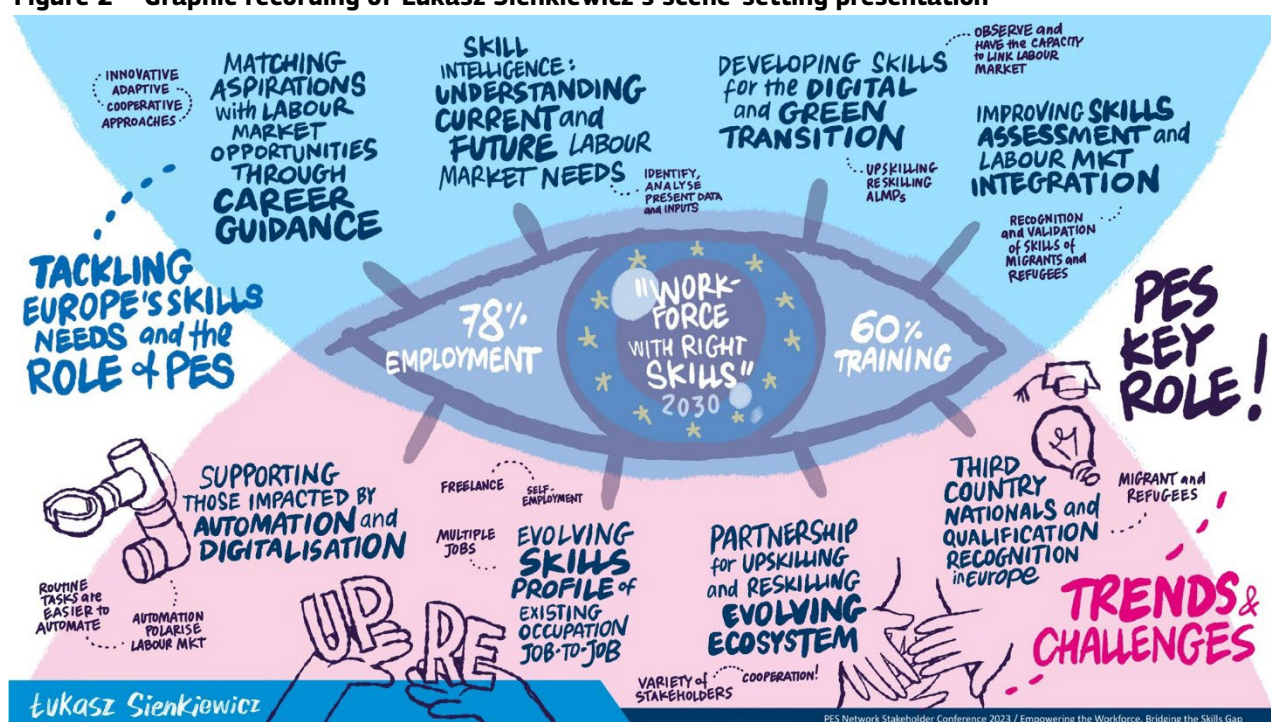 Figure 2 – Graphic recording of Łukasz Sienkiewicz's scene-setting presentation
INNOVATIVE
ADAPTIVE
COOPERATIVE
APPROACHES
MATCHING
ASPIRATIONS
with LABOUR
MARKET
OPPORTUNITIES
THROUGH
CAREER
GUIDANCE
SKILL
INTELLIGENCE:
UNDERSTANDING
CURRENT and
FUTURE LABOUR
MARKET NEEDS
IDENTIFY,
ANALYSE
PRESENT DATA
and INPUTS
DEVELOPING SKILLS
for the DIGITAL
and GREEN
TRANSITION
UPSKILLING
RESKILLING
ALMPs
OBSERVE and
HAVE the CAPACITY
to LINK LABOUR
MARKET
IMPROVING SKILLS
ASSESSMENT and
LABOUR MKT
INTEGRATION
RECOGNITION
and VALIDATION
of SKILLS of
MIGRANTS and
REFUGEES
TACKLING
EUROPE'S SKILLS
NEEDS and the
ROLE of PES
78%
EMPLOYMENT
"WORK-
FORCE
WITH RIGHT
SKILLS"
2030
60%
TRAINING
PES
KEY
ROLE!
SUPPORTING
THOSE IMPACTED BY
AUTOMATION and
DIGITALISATION
ROUTINE
TASKS are
EASIER to
AUTOMATE
AUTOMATION
POLARISE
LABOUR MKT
FREELANCE
SELF-
EMPLOYMENT
MULTIPLE
JOBS
EVOLVING
SKILLS
PROFILE of
EXISTING
OCCUPATION
JOB-TO-JOB
UP
RE
PARTNERSHIP
for UPSKILLING
and RESKILLING
EVOLVING
ECOSYSTEM
VARIETY of
STAKEHOLDERS
COOPERATION!
THIRD
COUNTRY
NATIONALS and
QUALIFICATION
RECOGNITION
in EUROPE
MIGRANT and
REFUGEES
TRENDS &
CHALLENGES
Łukasz Sienkiewicz
PES Network Stakeholder Conference 2023 / Empowering the Workforce, Bridging the Skills Gap